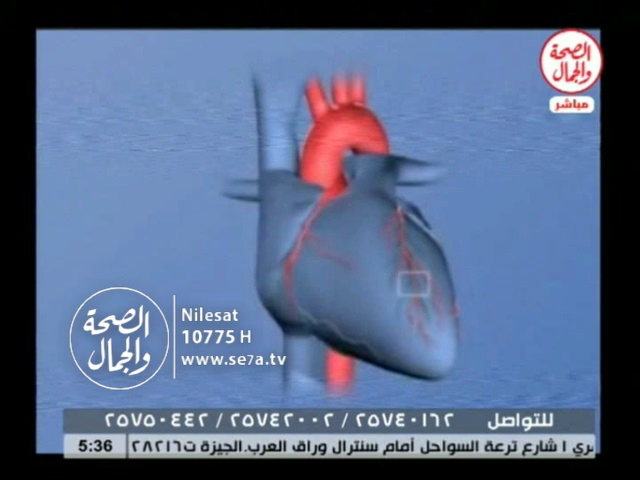 الصحة
والجمال
مباشر
الصحة
والجمال
Nilesat
10775 H
www.se7a.tv
للتواصل ٢٥٧٤٠١٦٢ / ٢٥٧٤٢٠٠٢ / ٢٥٧٥٠٤٤٢
١ شارع ترعة السواحل أمام سنترال وراق العرب.الجيزة ت٢٨٢١٦
5:36